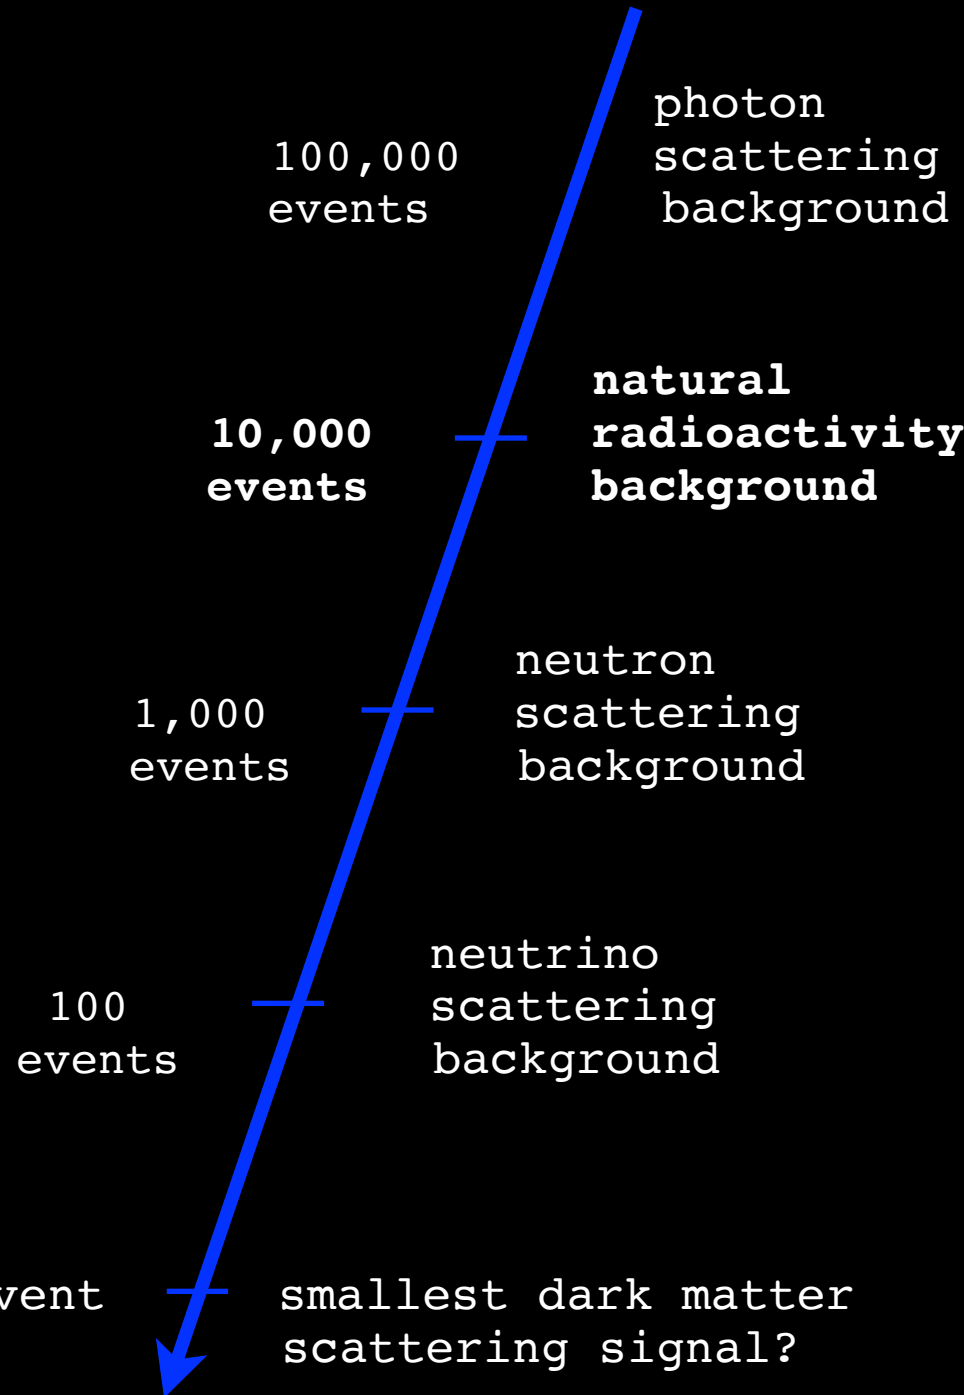 photon
100,000 scattering
events background
natural
10,000 radioactivity
events background
neutron
1,000 scattering
events background
neutrino
100 scattering
events background
smallest dark matter
scattering signal?